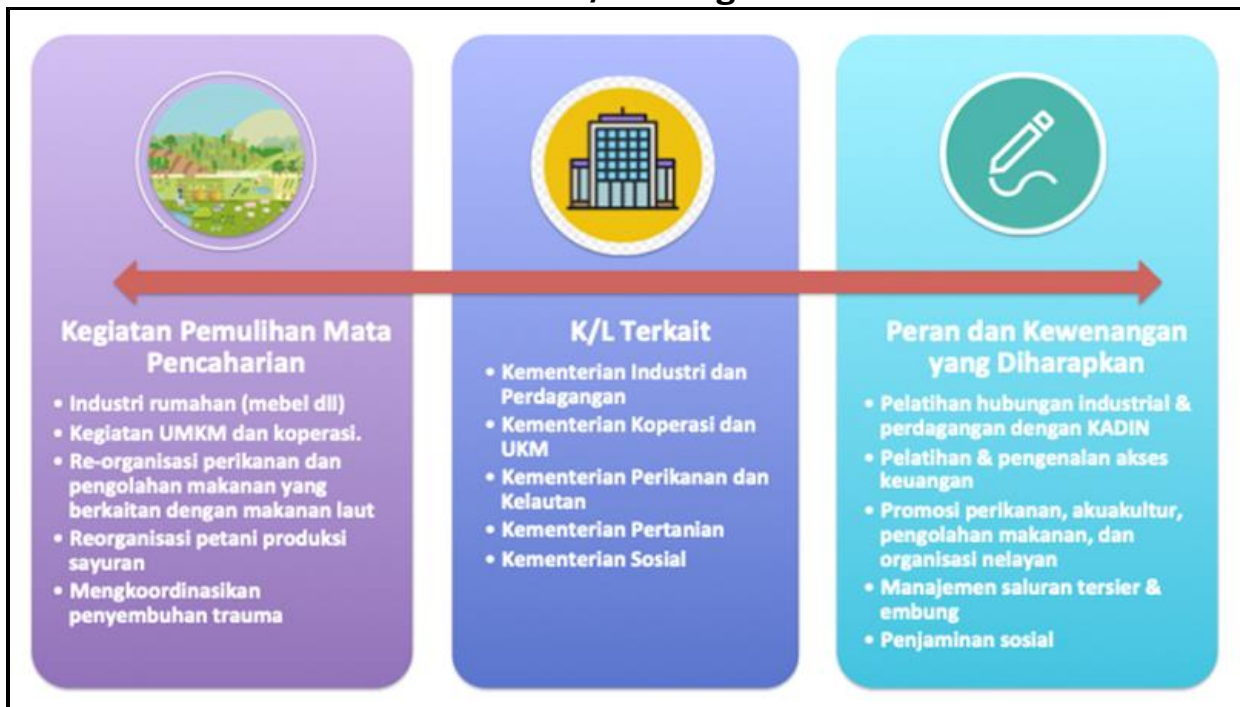 Kegiatan Pemulihan Mata
Pencaharian
• Industri rumahan (mebel dll)
• Kegiatan UMKM dan koperasi.
• Re-organisasi perikanan dan
pengolahan makanan yang
berkaitan dengan makanan laut
• Reorganisasi petani produksi
sayuran
• Mengkoordinasikan
penyembuhan trauma
K/L Terkait
• Kementerian Industri dan
Perdagangan
• Kementerian Koperasi dan
UKM
• Kementerian Perikanan dan
Kelautan
• Kementerian Pertanian
• Kementerian Sosial
Peran dan Kewenangan
yang Diharapkan
• Pelatihan hubungan industrial &
perdagangan dengan KADIN
• Pelatihan & pengenalan akses
keuangan
• Promosi perikanan, akuakultur,
pengolahan makanan, dan
organisasi nelayan
• Manajemen saluran tersier &
embung
• Penjaminan sosial